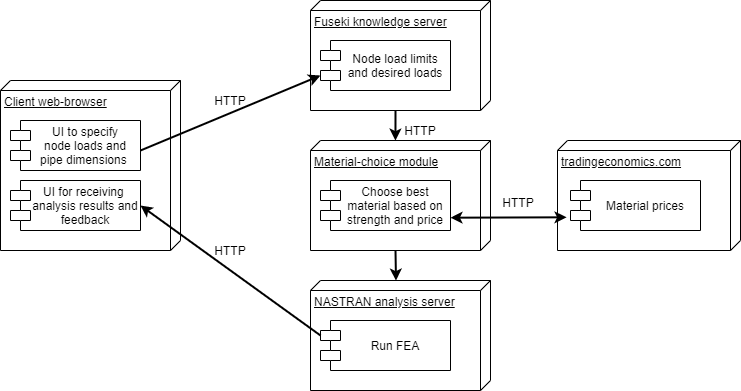 Fuseki knowledge server
Node load limits
and desired loads
Client web-browser
UI to specify
node loads and
pipe dimensions
HTTP
HTTP
Material-choice module
Choose best
material based on
strength and price
HTTP
tradingeconomics.com
Material prices
UI for receiving
analysis results and
feedback
HTTP
NASTRAN analysis server
Run FEA